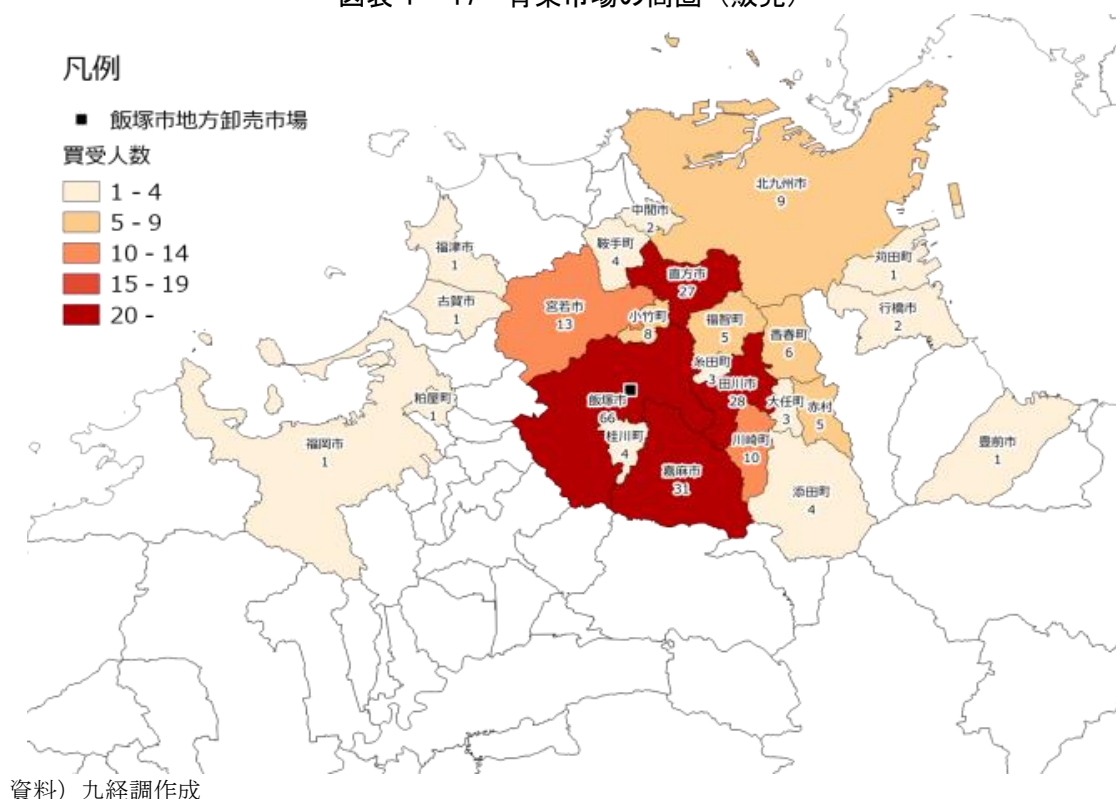 凡例
飯塚市地方卸売市場
買受人数
1 - 4
5 - 9
10 - 14
15 - 19
20 -
北九州市
9
中間市
2
鞍手町
4
福津市
1
苅田町
1
直方市
27
古賀市
1
宮若市
13
行橋市
2
小竹町
8
福智町
5
香春町
6
糸田町
3
田川市
28
粕屋町
1
飯塚市
66
大任町
3
赤村
5
福岡市
1
桂川町
4
川崎町
10
豊前市
1
嘉麻市
31
添田町
4
資料）九経調作成